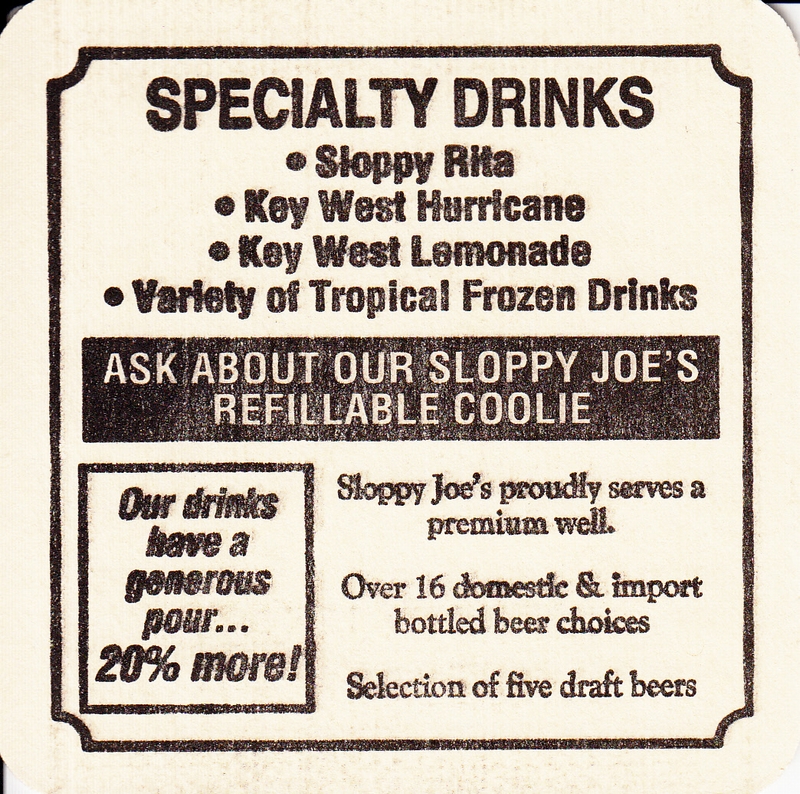 SPECIALTY DRINKS
• Sloppy Rita
• Key West Hurricane
• Key West Lemonade
• Variety of Tropical Frozen Drinks
ASK ABOUT OUR SLOPPY JOE'S
REFILLABLE COOLIE
Our drinks
have a
generous
pour...
20% more!
Sloppy Joe's proudly serves a
premium well.
Over 16 domestic & import
bottled beer choices
Selection of five draft beers